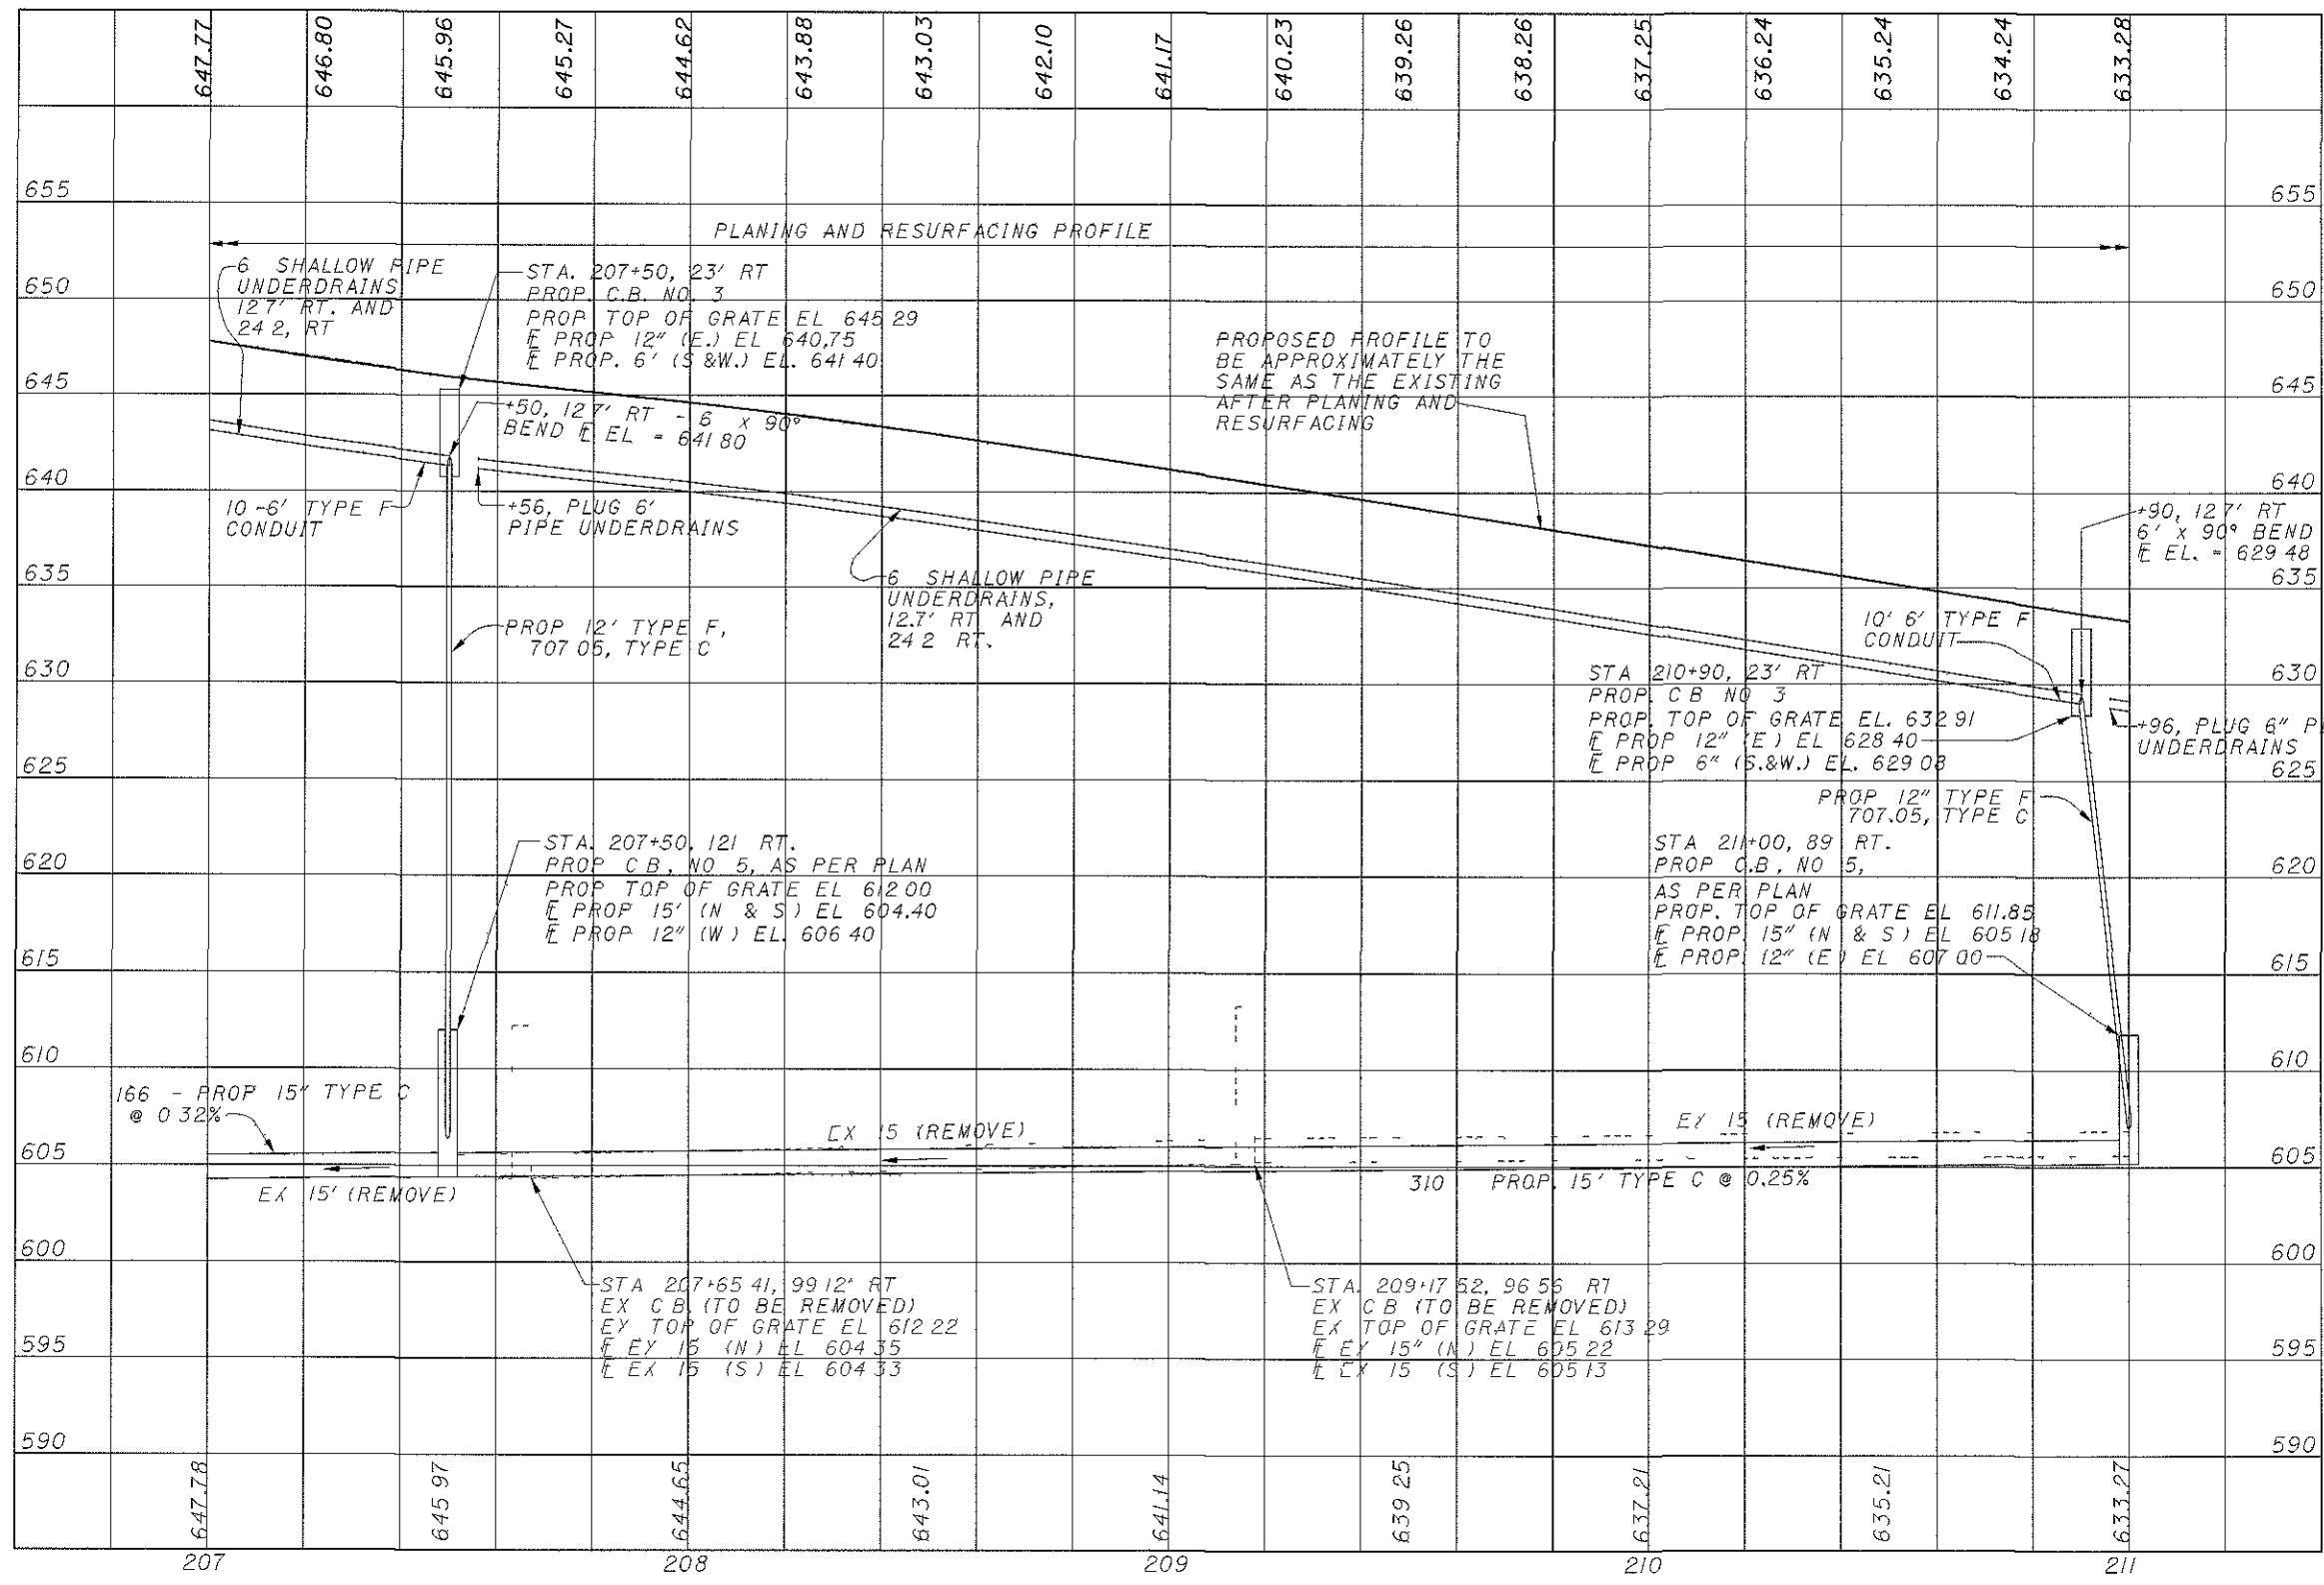 647.77 646.80 645.96 645.27 644.62 643.88 643.03 642.10 641.17 640.23 639.26 638.26 637.25 636.24 635.24 634.24 633.28
655 655
PLANING AND RESURFACING PROFILE
6 SHALLOW PIPE
UNDERDRAINS
12 7' RT. AND
24 2, RT
STA. 207+50, 23' RT
PROP. C.B. NO. 3
PROP TOP OF GRATE EL 645 29
℄ PROP 12" (E.) EL 640.75
℄ PROP. 6' (S &W.) EL. 641 40
650 650
PROPOSED PROFILE TO
BE APPROXIMATELY THE
SAME AS THE EXISTING
AFTER PLANING AND
RESURFACING
645 645
+50, 12 7' RT - 6 X 90°
BEND ℄ EL = 641 80
640 640
10 -6' TYPE F
CONDUIT
+56, PLUG 6'
PIPE UNDERDRAINS
+90, 12 7' RT
6' X 90° BEND
℄ EL. = 629 48
635 635
6 SHALLOW PIPE
UNDERDRAINS,
12.7' RT AND
24 2 RT.
PROP 12' TYPE F,
707 05, TYPE C
10' 6' TYPE F
CONDUIT
630 630
STA 210+90, 23' RT
PROP. C B NO 3
PROP. TOP OF GRATE EL. 632 91
℄ PROP 12" (E) EL 628 40
℄ PROP 6" (S.&W.) EL. 629 08
+96, PLUG 6" P
UNDERDRAINS
625 625
PROP 12" TYPE F
707.05, TYPE C
STA. 207+50, 121 RT.
PROP C B, NO 5, AS PER PLAN
PROP TOP OF GRATE EL 612 00
℄ PROP 15' (N & S) EL 604.40
℄ PROP 12" (W) EL. 606 40
620 620
STA 211+00, 89 RT.
PROP C.B, NO 5,
AS PER PLAN
PROP. TOP OF GRATE EL 611.85
℄ PROP. 15" (N & S) EL 605 18
℄ PROP. 12" (E) EL 607 00
615 615
610 610
166 - PROP 15" TYPE C
@ 0 32%
EX 15 (REMOVE)
EX 15 (REMOVE)
605 605
EX 15' (REMOVE)
310 PROP. 15' TYPE C @ 0.25%
600 600
STA 207+65 41, 99 12' RT
EX C B (TO BE REMOVED)
EX TOP OF GRATE EL 612 22
℄ EX 15 (N) EL 604 35
℄ EX 15 (S) EL 604 33
STA. 209+17 52, 96 56 RT
EX C B (TO BE REMOVED)
EX TOP OF GRATE EL 613 29
℄ EX 15" (N) EL 605 22
℄ EX 15 (S) EL 605 13
595 595
590 590
647.78 645 97 644.65 643.01 641.14 639 25 637.21 635.21 633.27
207 208 209 210 211